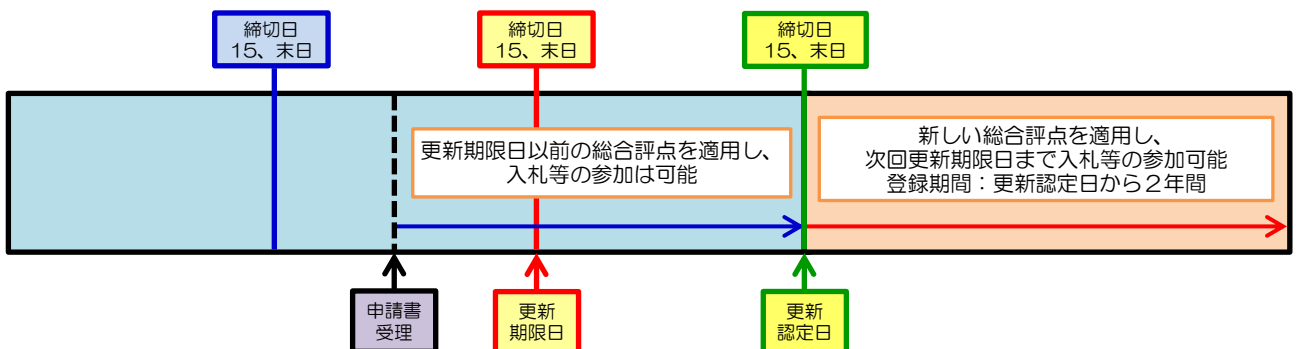 締切日
15、末日
締切日
15、末日
締切日
15、末日
更新期限日以前の総合評点を適用し、
入札等の参加は可能
新しい総合評点を適用し、
次回更新期限日まで入札等の参加可能
登録期間：更新認定日から２年間
申請書
受理
更新
期限日
更新
認定日